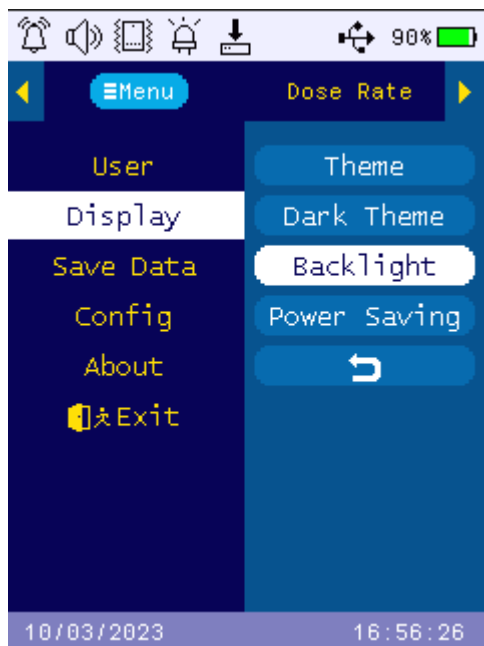 90%
≡Menu Dose Rate
User Theme
Display Dark Theme
Save Data Backlight
Config Power Saving
About
Exit
10/03/2023 16:56:26